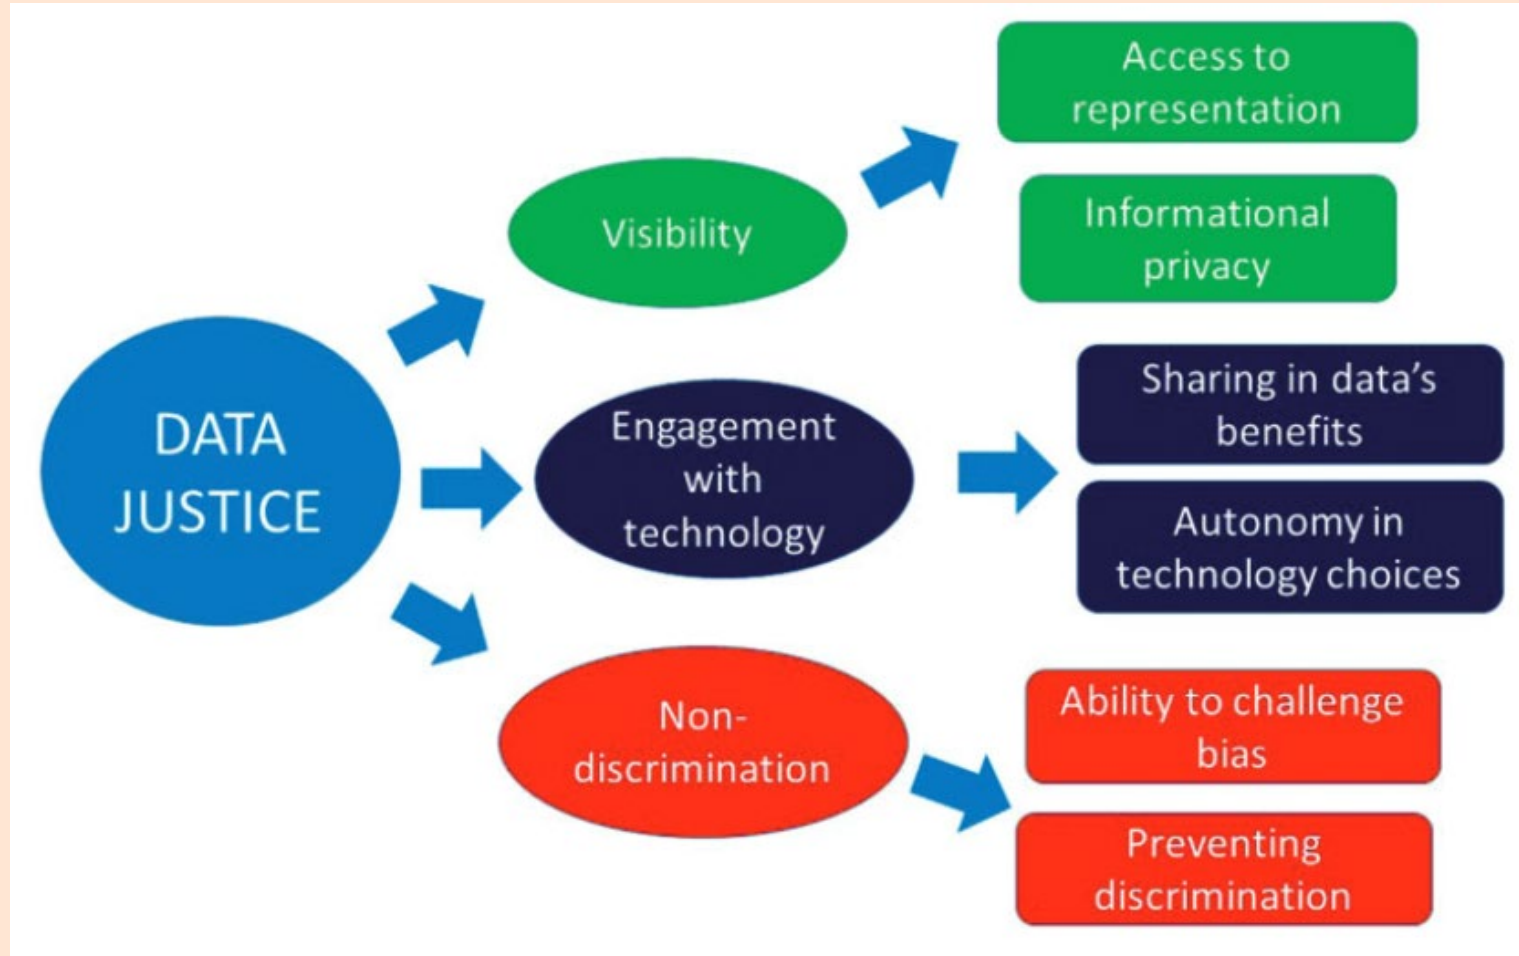 DATA
JUSTICE
Visibility
Access to
representation
Informational
privacy
Engagement
with
technology
Sharing in data’s
benefits
Autonomy in
technology choices
Non-
discrimination
Ability to challenge
bias
Preventing
discrimination